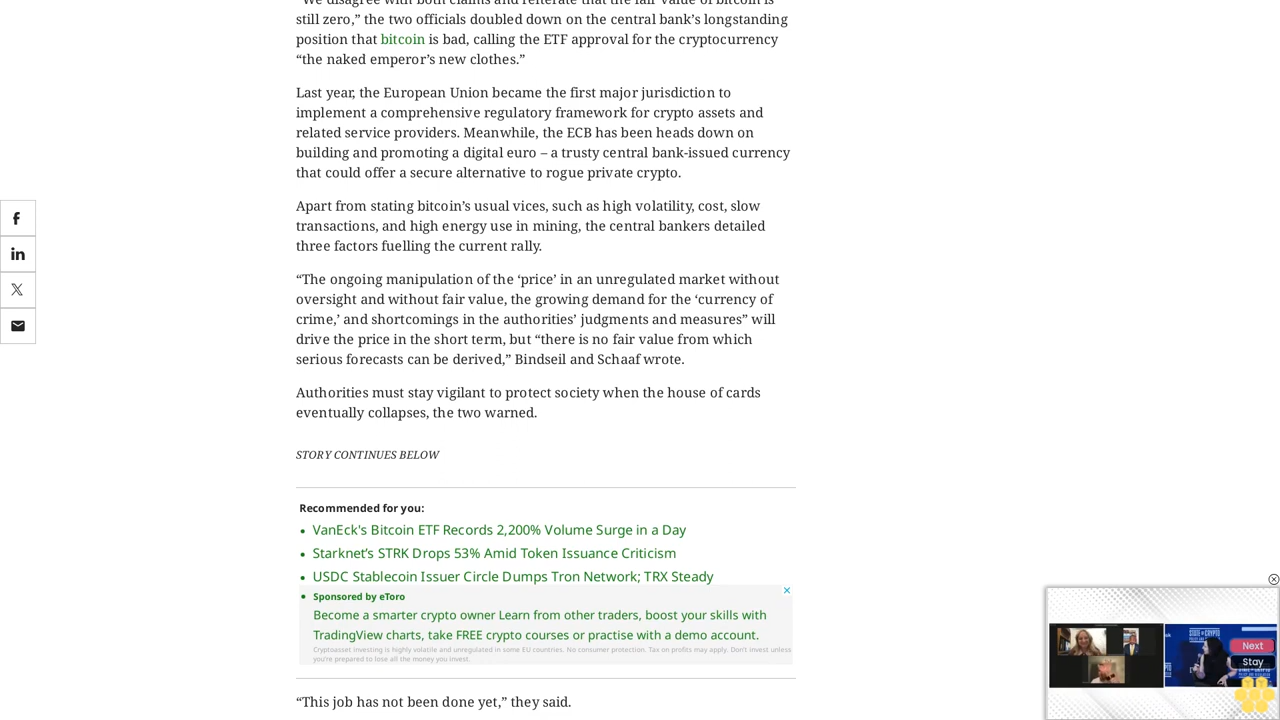 still zero,” the two officials doubled down on the central bank’s longstanding
position that bitcoin is bad, calling the ETF approval for the cryptocurrency
“the naked emperor’s new clothes.”
Last year, the European Union became the first major jurisdiction to
implement a comprehensive regulatory framework for crypto assets and
related service providers. Meanwhile, the ECB has been heads down on
building and promoting a digital euro – a trusty central bank-issued currency
that could offer a secure alternative to rogue private crypto.
Apart from stating bitcoin’s usual vices, such as high volatility, cost, slow
transactions, and high energy use in mining, the central bankers detailed
three factors fuelling the current rally.
“The ongoing manipulation of the ‘price’ in an unregulated market without
oversight and without fair value, the growing demand for the ‘currency of
crime,’ and shortcomings in the authorities’ judgments and measures” will
drive the price in the short term, but “there is no fair value from which
serious forecasts can be derived,” Bindseil and Schaaf wrote.
Authorities must stay vigilant to protect society when the house of cards
eventually collapses, the two warned.
STORY CONTINUES BELOW
Recommended for you:
• VanEck's Bitcoin ETF Records 2,200% Volume Surge in a Day
• Starknet’s STRK Drops 53% Amid Token Issuance Criticism
• USDC Stablecoin Issuer Circle Dumps Tron Network; TRX Steady
• Sponsored by eToro
Become a smarter crypto owner Learn from other traders, boost your skills with
TradingView charts, take FREE crypto courses or practise with a demo account.
Cryptoasset investing is highly volatile and unregulated in some EU countries. No consumer protection. Tax on profits may apply. Don't invest unless
you're prepared to lose all the money you invest.
“This job has not been done yet,” they said.
Next
Stay